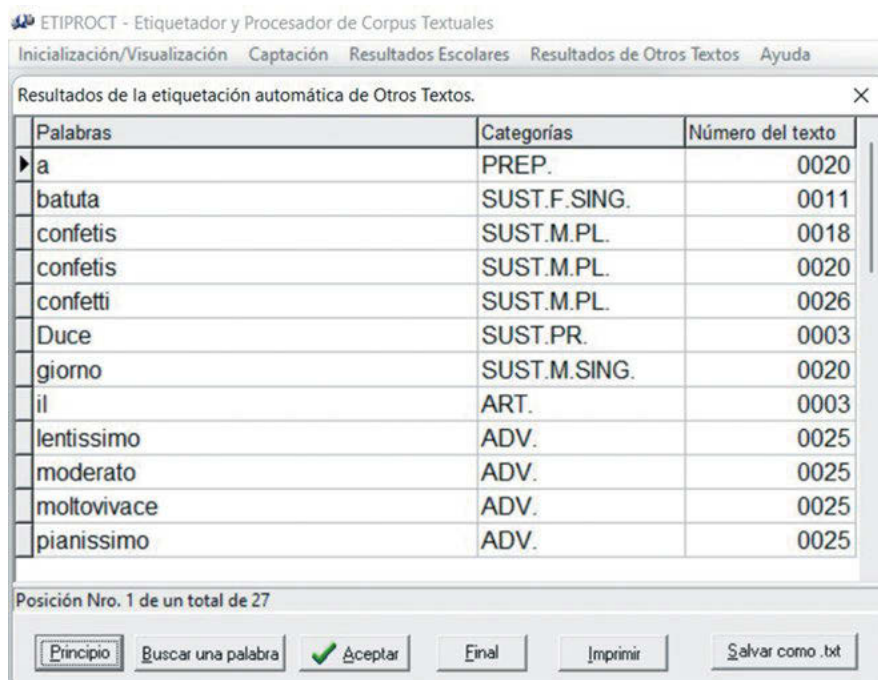 ETIPROCT - Etiquetador y Procesador de Corpus Textuales
Inicialización/Visualización Captación Resultados Escolares Resultados de Otros Textos Ayuda
Resultados de la etiquetación automática de Otros Textos.
Palabras Categorías Número del texto
a PREP. 0020
batuta SUST.F.SING. 0011
confetis SUST.M.PL. 0018
confetis SUST.M.PL. 0020
confetti SUST.M.PL. 0026
Duce SUST.PR. 0003
giorno SUST.M.SING. 0020
il ART. 0003
lentissimo ADV. 0025
moderato ADV. 0025
moltovivace ADV. 0025
pianissimo ADV. 0025
Posición Nro. 1 de un total de 27
Principio Buscar una palabra Aceptar Final Imprimir Salvar como .txt